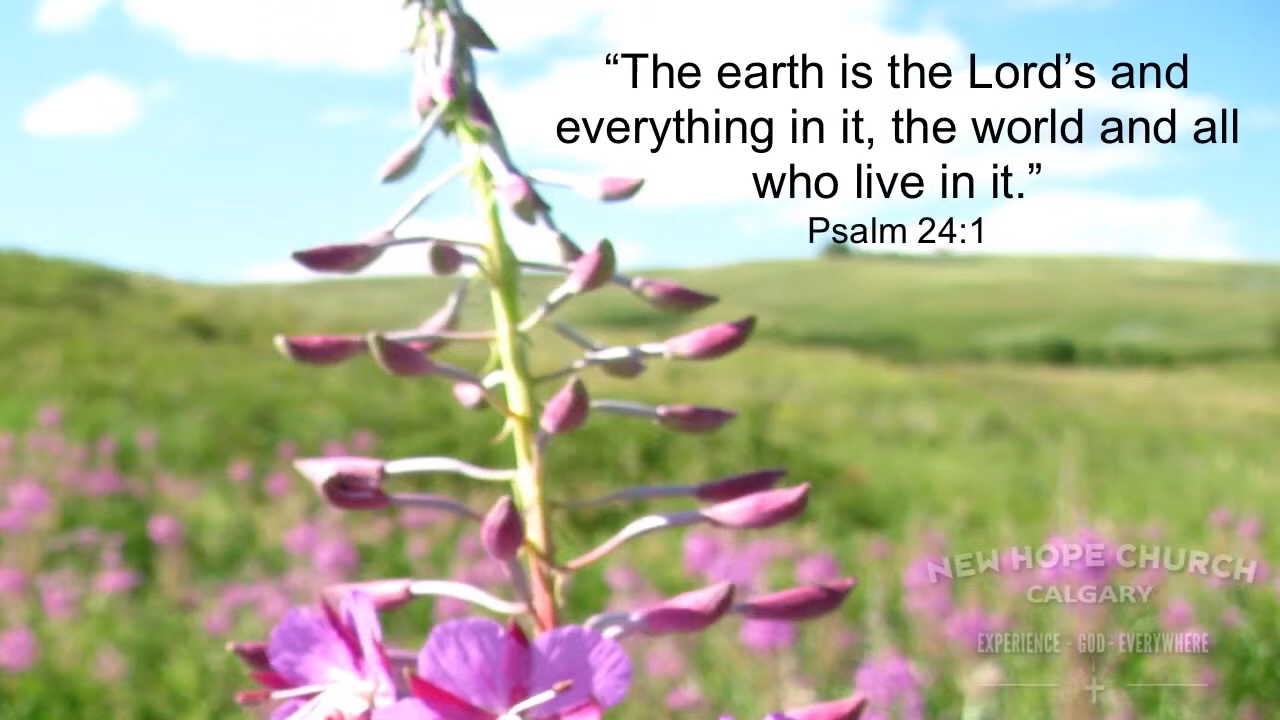 “The earth is the Lord’s and
everything in it, the world and all
who live in it.”
Psalm 24:1
NEW HOPE CHURCH
CALGARY
EXPERIENCE - GOD - EVERYWHERE